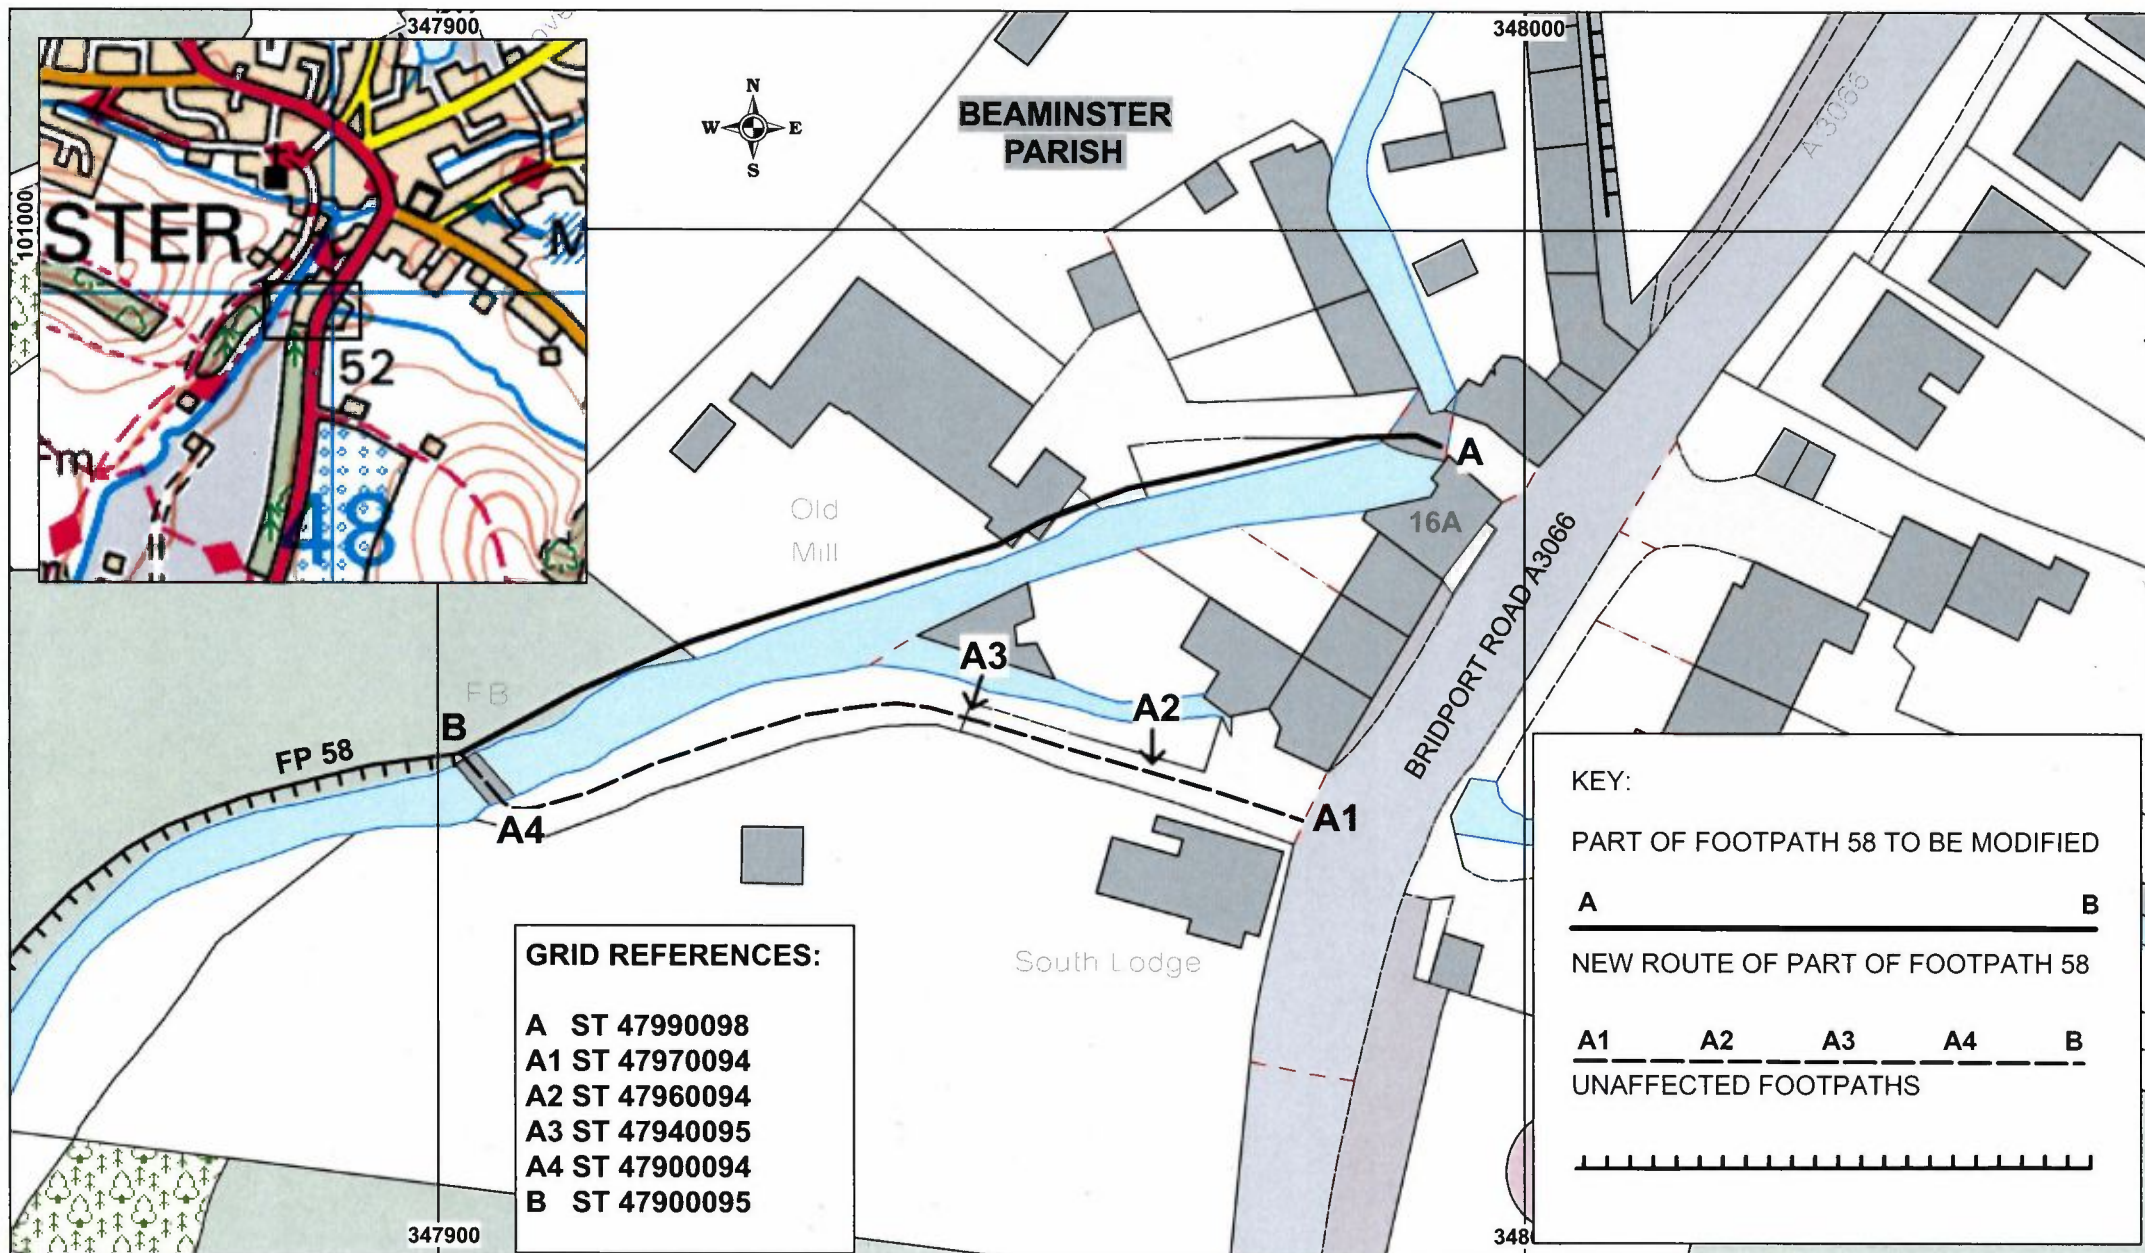 347900
348000
N
W E
S
BEAMINSTER
PARISH
A3066
101000
STER
M
52
Fm
48
A
16A
Old
Mill
BRIDPORT ROAD A3066
A3
A2
FB
B
FP 58
A4
A1
South Lodge
GRID REFERENCES:
A ST 47990098
A1 ST 47970094
A2 ST 47960094
A3 ST 47940095
A4 ST 47900094
B ST 47900095
KEY:
PART OF FOOTPATH 58 TO BE MODIFIED
A B
NEW ROUTE OF PART OF FOOTPATH 58
A1 A2 A3 A4 B
UNAFFECTED FOOTPATHS
347900